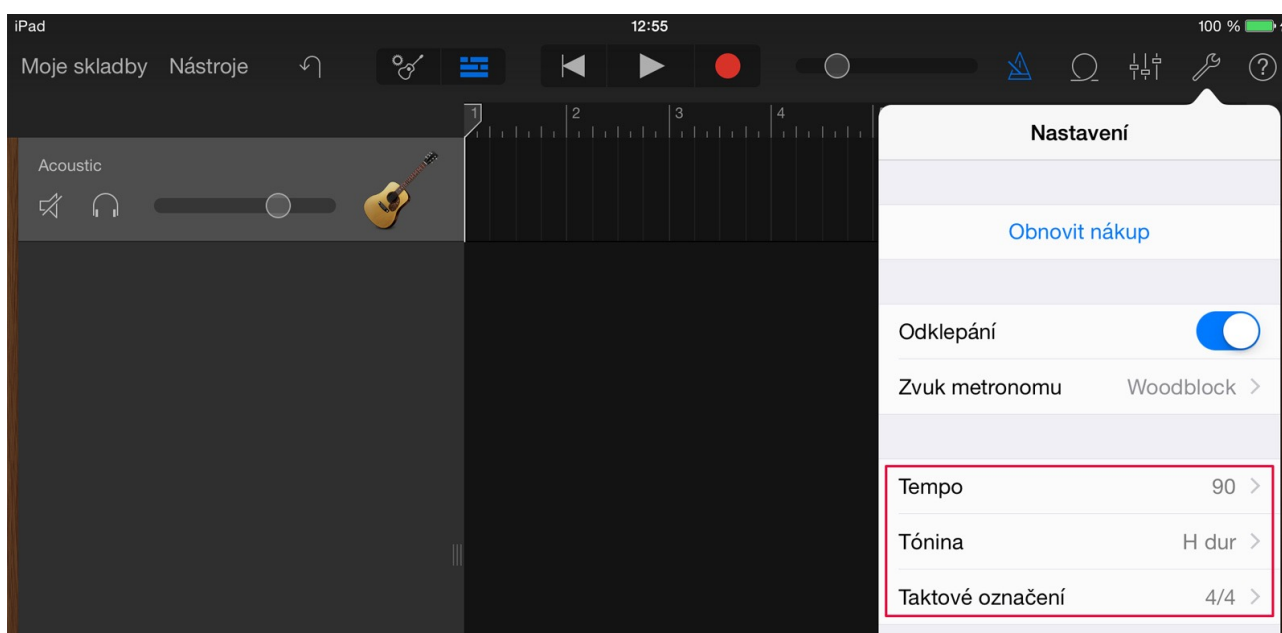 iPad 12:55 100 %
Moje skladby Nástroje ?
1 2 3 4
Nastavení
Acoustic
Obnovit nákup
Odklepání
Zvuk metronomu Woodblock >
Tempo 90 >
Tónina H dur >
Taktové označení 4/4 >